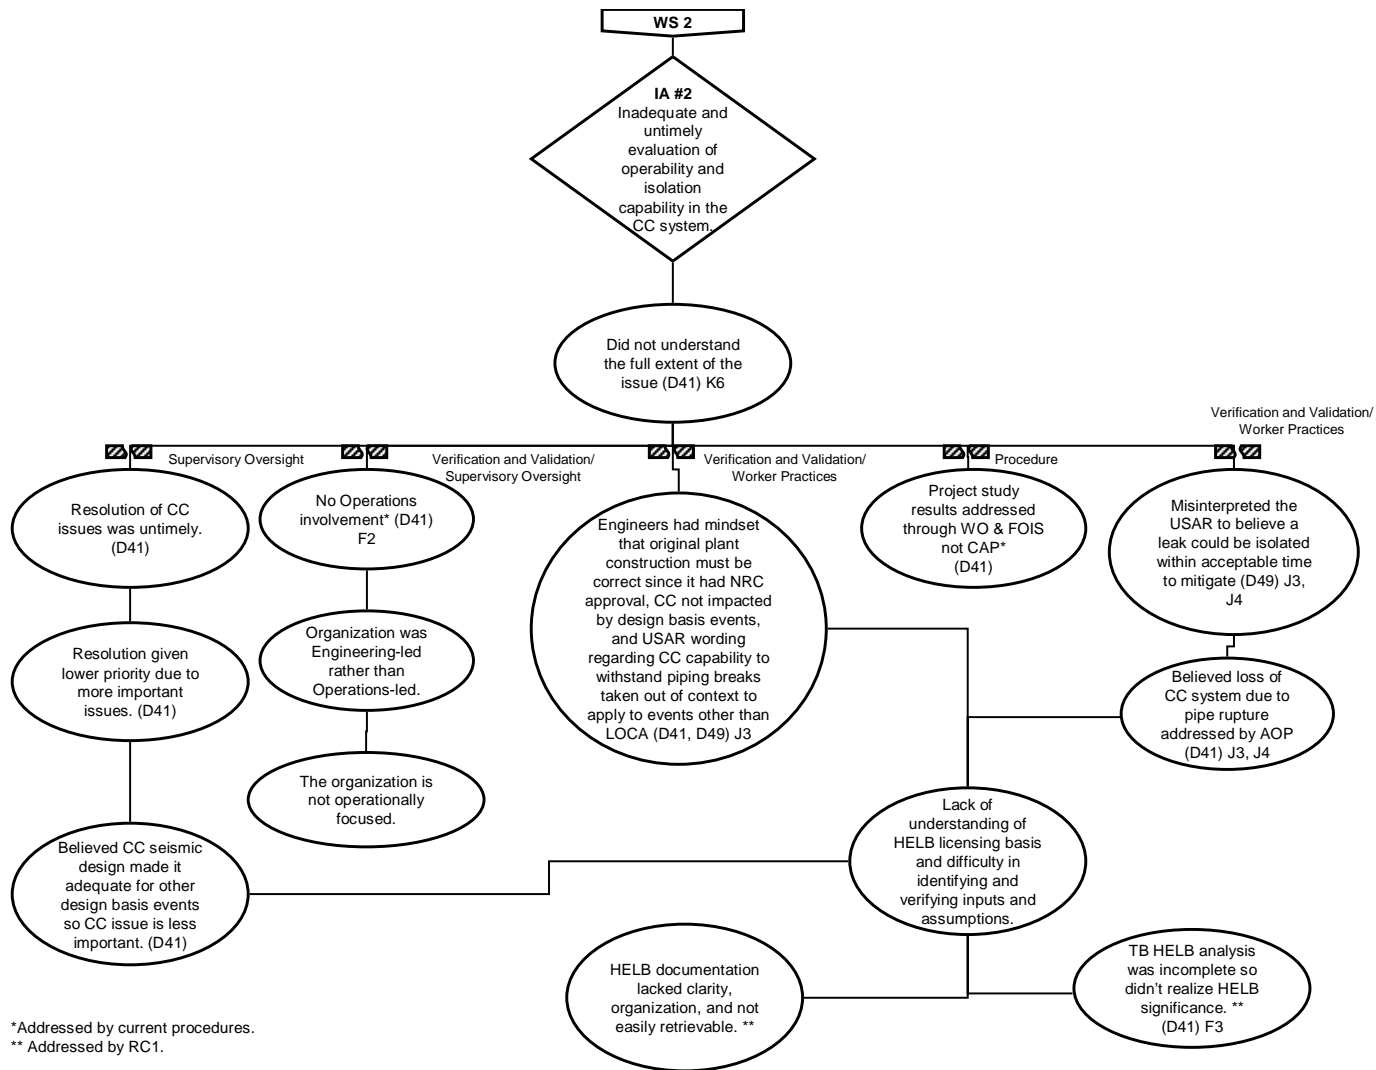 WS 2
IA #2
Inadequate and
untimely
evaluation of
operability and
isolation
capability in the
CC system.
Did not understand
the full extent of the
issue (D41) K6
Verification and Validation/
Worker Practices
Supervisory Oversight
Verification and Validation/
Supervisory Oversight
Verification and Validation/
Worker Practices
Procedure
Resolution of CC
issues was untimely.
(D41)
No Operations
involvement* (D41)
F2
Engineers had mindset
that original plant
construction must be
correct since it had NRC
approval, CC not impacted
by design basis events,
and USAR wording
regarding CC capability to
withstand piping breaks
taken out of context to
apply to events other than
LOCA (D41, D49) J3
Project study
results addressed
through WO & FOIS
not CAP*
(D41)
Misinterpreted the
USAR to believe a
leak could be isolated
within acceptable time
to mitigate (D49) J3,
J4
Resolution given
lower priority due to
more important
issues. (D41)
Organization was
Engineering-led
rather than
Operations-led.
Believed loss of
CC system due to
pipe rupture
addressed by AOP
(D41) J3, J4
The organization is
not operationally
focused.
Believed CC seismic
design made it
adequate for other
design basis events
so CC issue is less
important. (D41)
Lack of
understanding of
HELB licensing basis
and difficulty in
identifying and
verifying inputs and
assumptions.
HELB documentation
lacked clarity,
organization, and not
easily retrievable. **
TB HELB analysis
was incomplete so
didn't realize HELB
significance. **
(D41) F3
*Addressed by current procedures.
** Addressed by RC1.